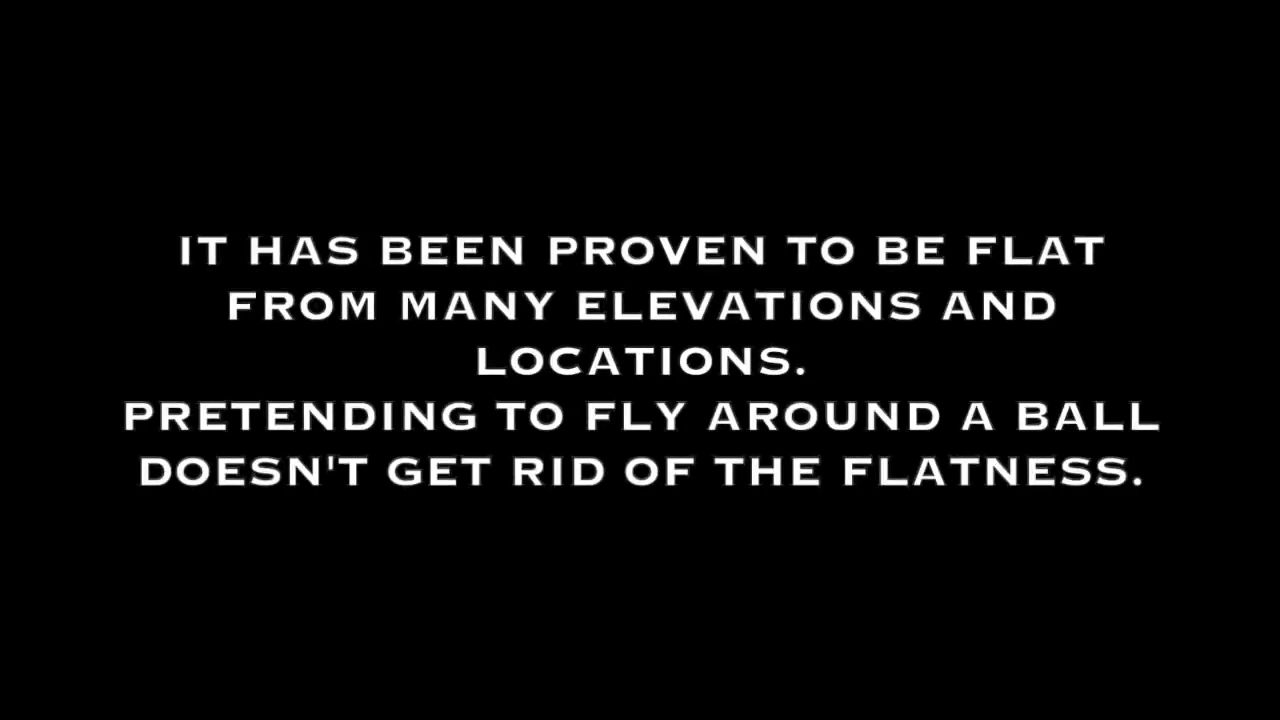 IT HAS BEEN PROVEN TO BE FLAT
FROM MANY ELEVATIONS AND
LOCATIONS.
PRETENDING TO FLY AROUND A BALL
DOESN'T GET RID OF THE FLATNESS.